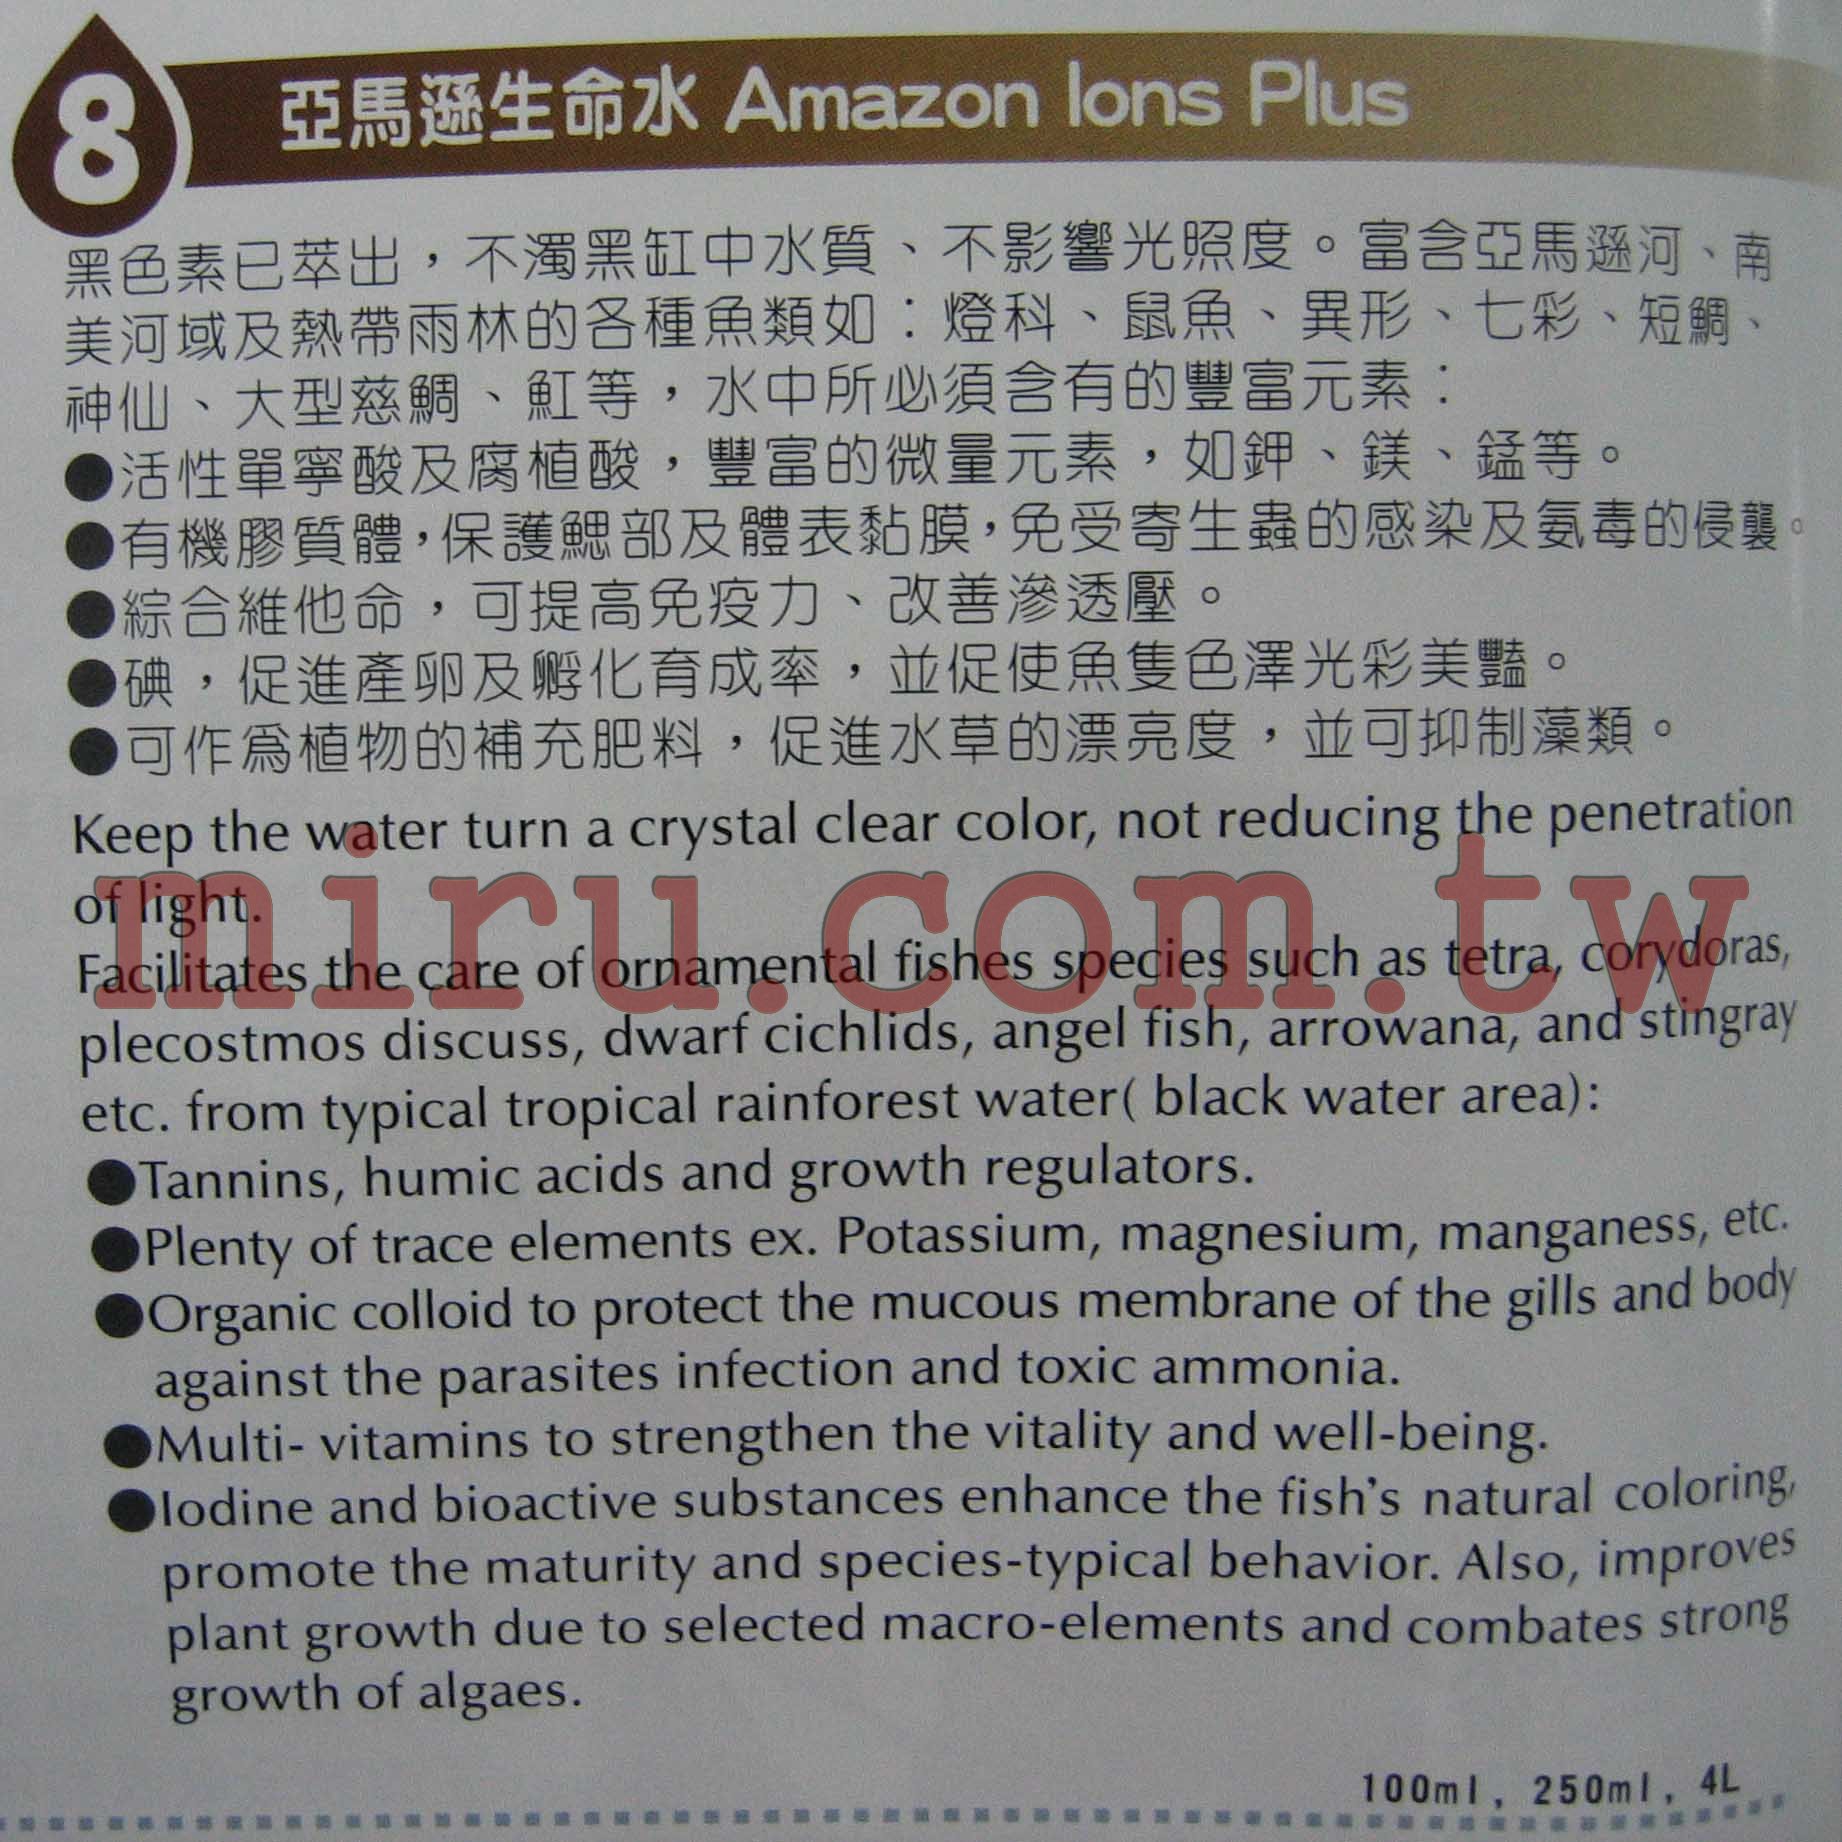 8
亞馬遜生命水 Amazon Ions Plus
黑色素已萃出，不濁黑缸中水質、不影響光照度。富含亞馬遜河、南
美河域及熱帶雨林的各種魚類如：燈科、鼠魚、異形、七彩、短鯛、
神仙、大型慈鯛、魟等，水中所必須含有的豐富元素：
●活性單寧酸及腐植酸，豐富的微量元素，如鉀、鎂、錳等。
●有機膠質體，保護鰓部及體表黏膜，免受寄生蟲的感染及氨毒的侵襲。
●綜合維他命，可提高免疫力、改善滲透壓。
●碘，促進產卵及孵化育成率，並促使魚隻色澤光彩美豔。
●可作為植物的補充肥料，促進水草的漂亮度，並可抑制藻類。
Keep the water turn a crystal clear color, not reducing the penetration
of light.
miru.com.tw
Facilitates the care of ornamental fishes species such as tetra, corydoras,
plecostmos discuss, dwarf cichlids, angel fish, arrowana, and stingray
etc. from typical tropical rainforest water( black water area):
●Tannins, humic acids and growth regulators.
●Plenty of trace elements ex. Potassium, magnesium, manganess, etc.
●Organic colloid to protect the mucous membrane of the gills and body
against the parasites infection and toxic ammonia.
●Multi- vitamins to strengthen the vitality and well-being.
●Iodine and bioactive substances enhance the fish's natural coloring,
promote the maturity and species-typical behavior. Also, improves
plant growth due to selected macro-elements and combates strong
growth of algaes.
100ml, 250ml, 4L